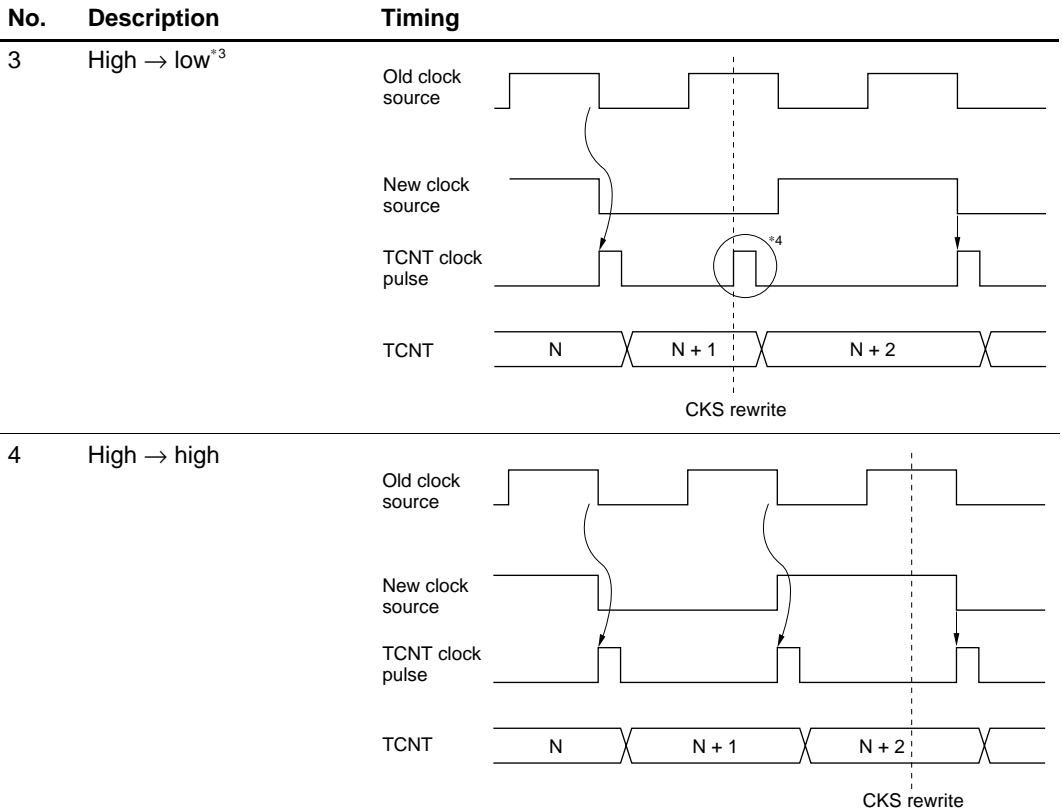 No. Description Timing
3 High → low*3
Old clock
source
New clock
source
*4
TCNT clock
pulse
TCNT N N + 1 N + 2
CKS rewrite
4 High → high
Old clock
source
New clock
source
TCNT clock
pulse
TCNT N N + 1 N + 2
CKS rewrite